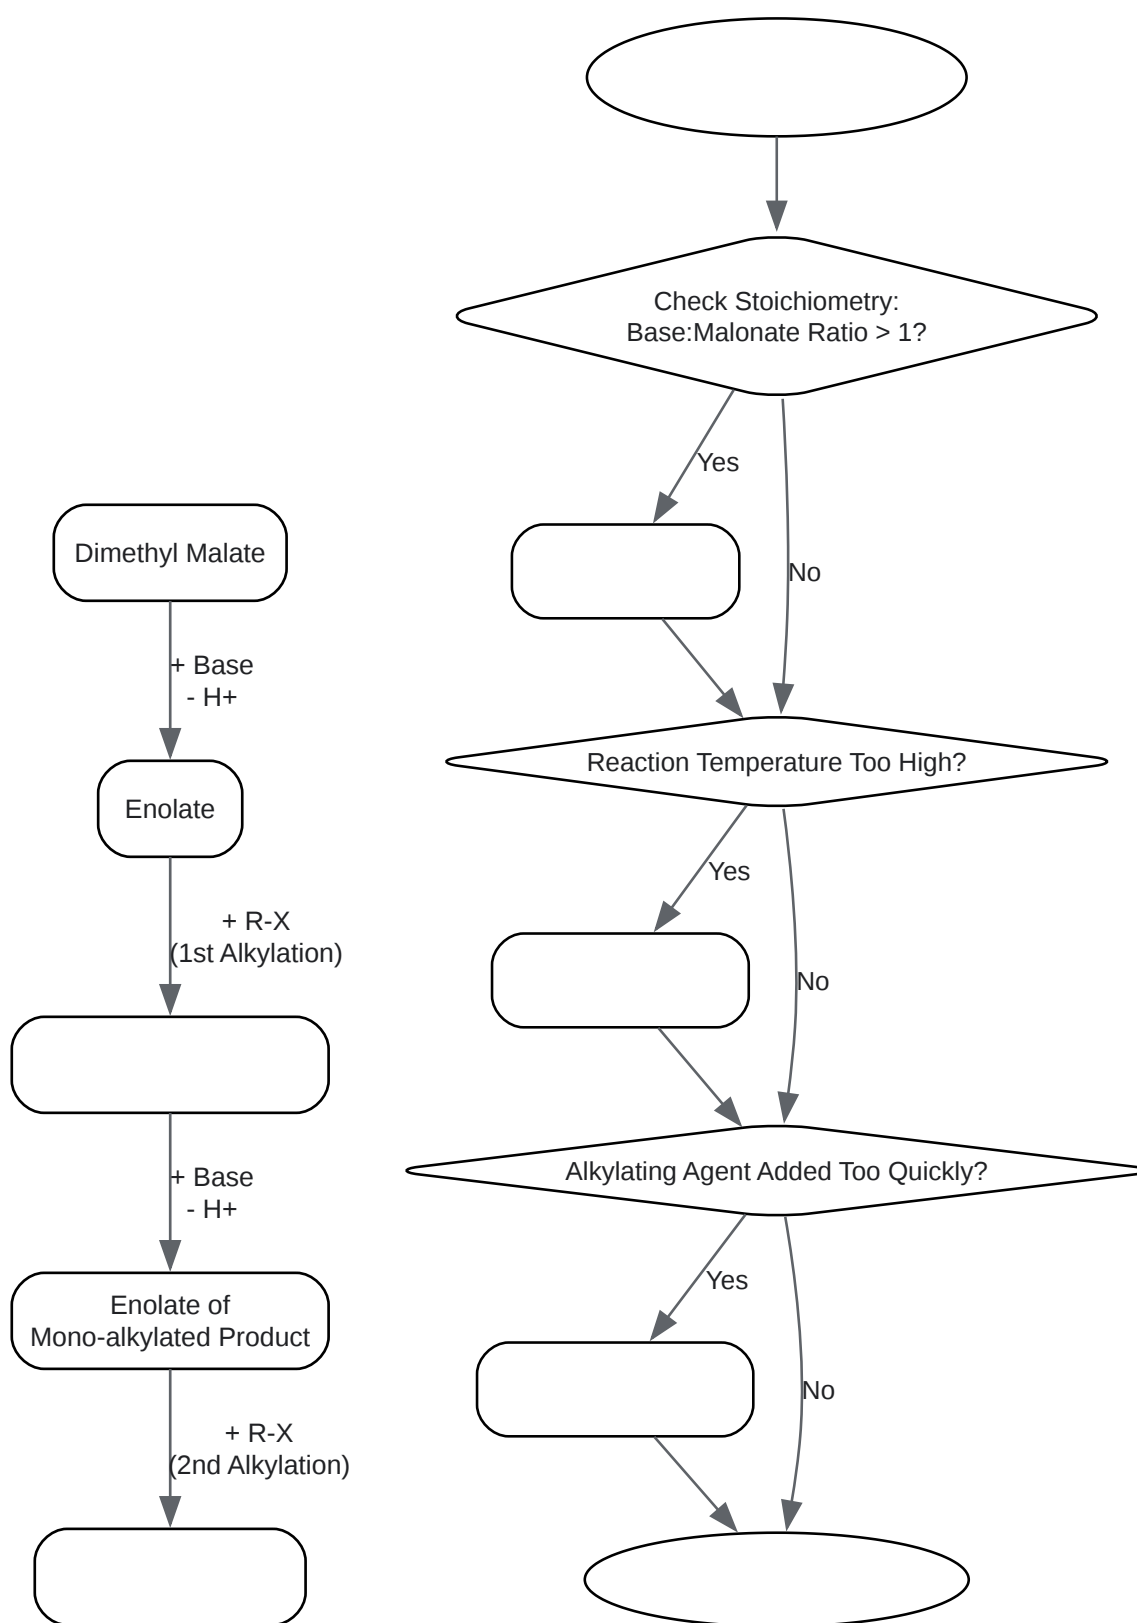 Check Stoichiometry:
Base:Malonate Ratio > 1?
Yes
No
Reaction Temperature Too High?
Yes
No
Alkylating Agent Added Too Quickly?
Yes
No
Dimethyl Malate
+ Base
- H+
Enolate
+ R-X
(1st Alkylation)
+ Base
- H+
Enolate of
Mono-alkylated Product
+ R-X
(2nd Alkylation)